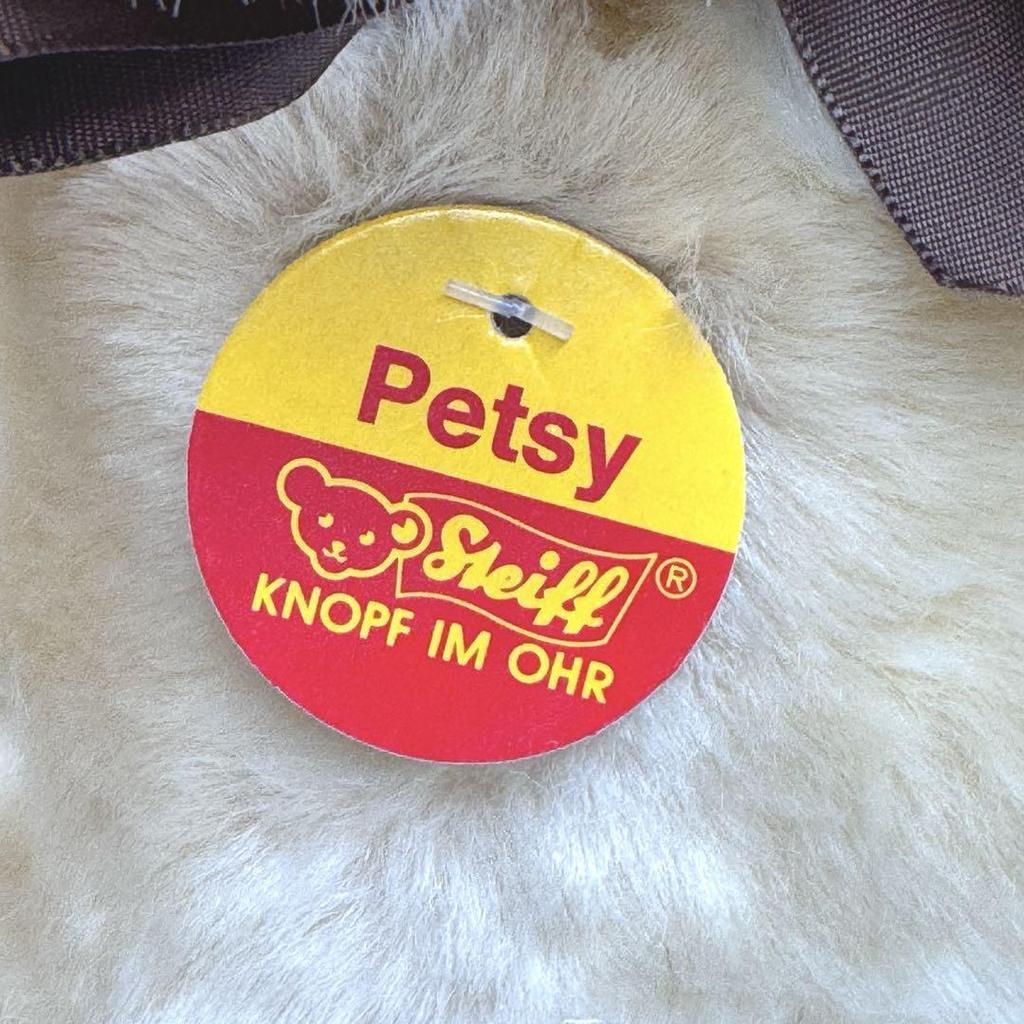 Petsy
Steiff ®
KNOPF IM OHR